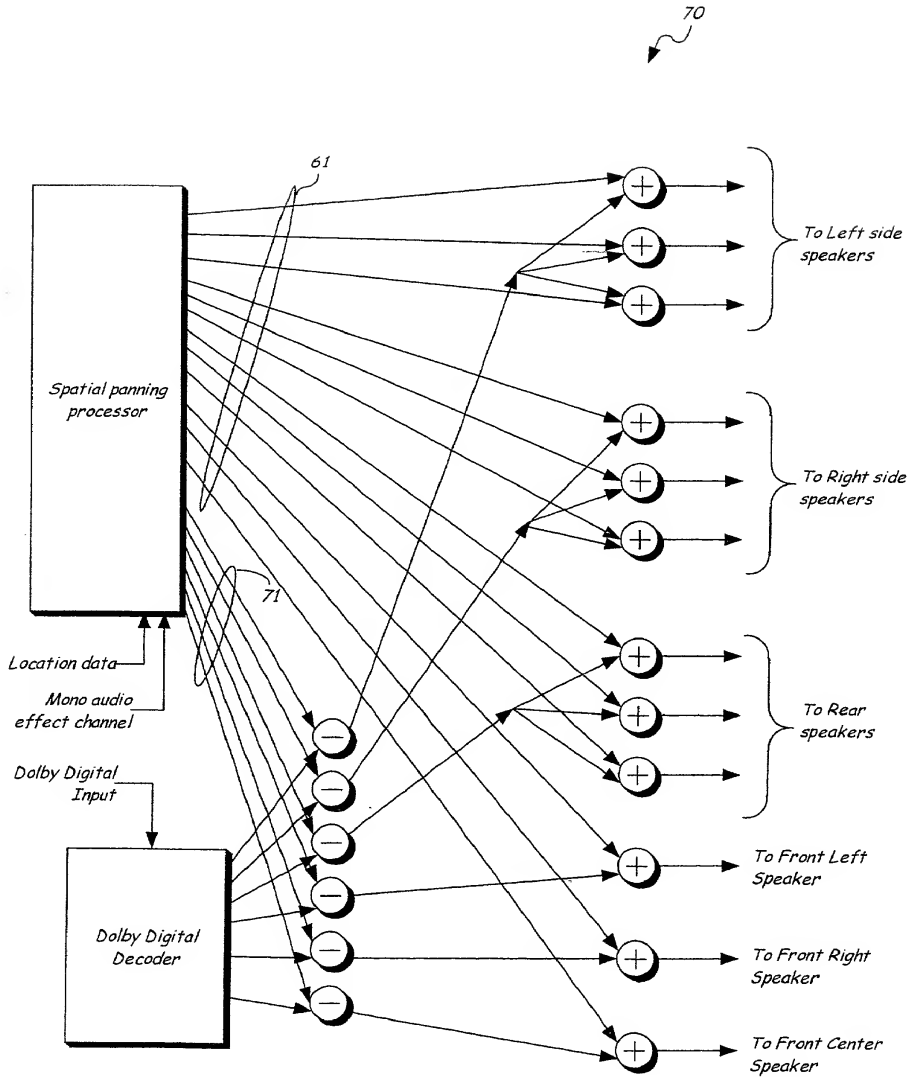 70
61
To Left side
speakers
Spatial panning
processor
To Right side
speakers
71
Location data
Mono audio
effect channel
To Rear
speakers
Dolby Digital
Input
To Front Left
Speaker
Dolby Digital
Decoder
To Front Right
Speaker
To Front Center
Speaker